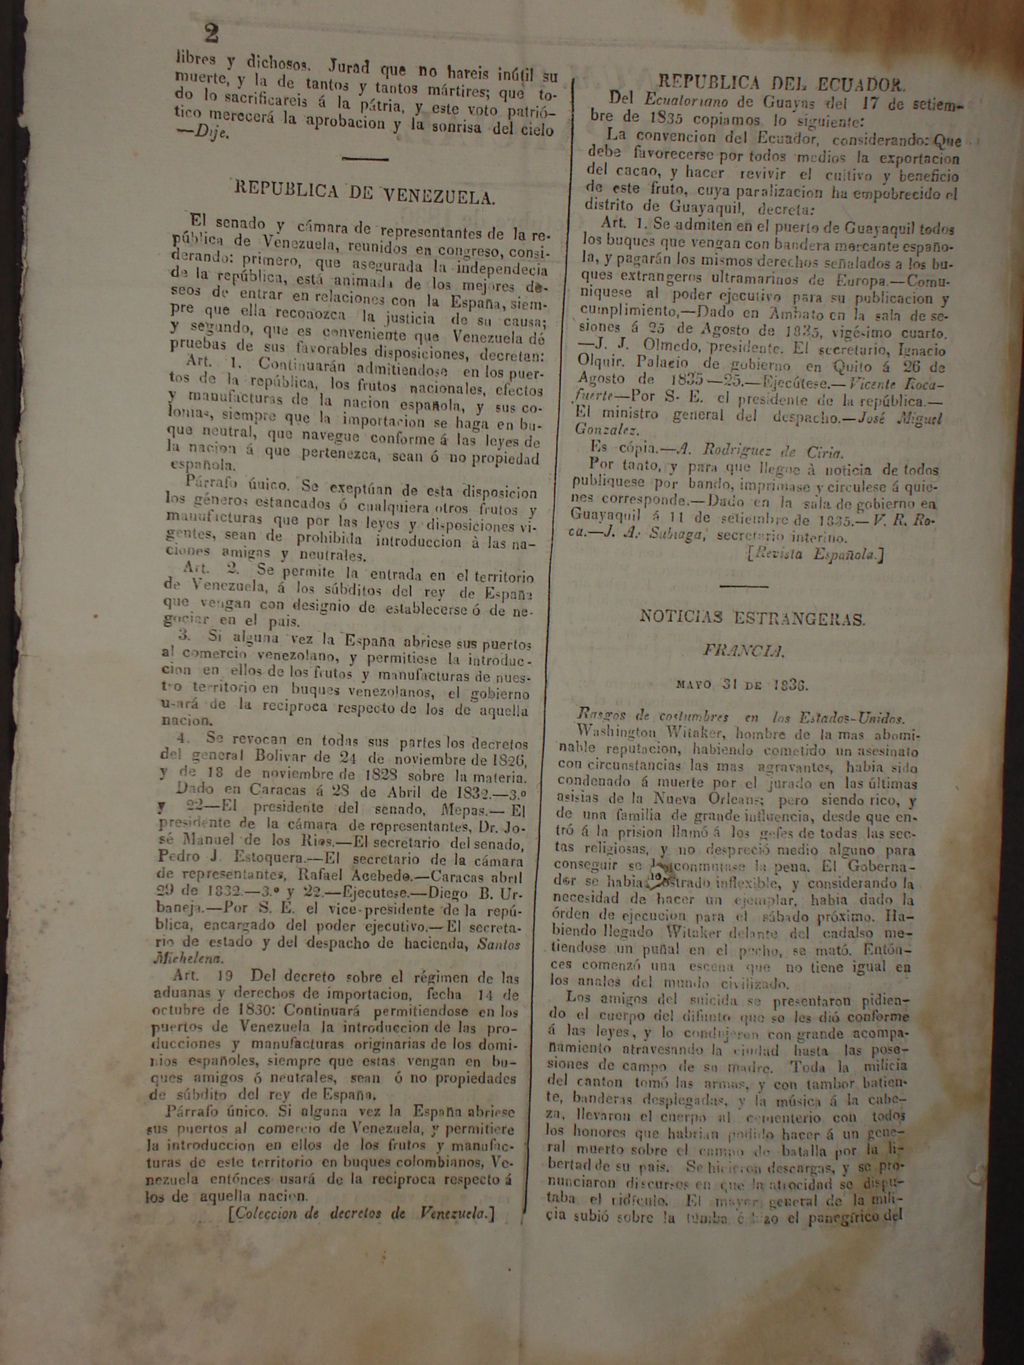 2
libres y dichosos. Jurad que no hareis inútil su
muerte, y la de tantos y tantos mártires; que to-
do lo sacrificareis á la pátria, y este voto patrió-
tico merecerá la aprobacion y la sonrisa del cielo
—Dije.
REPUBLICA DE VENEZUELA.
El senado y cámara de representantes de la re-
pública de Venezuela, reunidos en congreso, consi-
derando: primero, que asegurada la independecia
de la república, está animada de los mejores de-
seos de entrar en relaciones con la España, siem-
pre que ella reconozca la justicia de su causa;
y segundo, que es conveniente que Venezuela dé
pruebas de sus favorables disposiciones, decretan:
Art. 1. Continuarán admitiendose en los puer-
tos de la república, los frutos nacionales, efectos
y manufacturas de la nacion española, y sus co-
lonias, siempre que la importacion se haga en bu-
que neutral, que navegue conforme á las leyes de
la nacion á que pertenezca, sean ó no propiedad
española.
Párrafo único. Se exeptúan de esta disposicion
los géneros estancados ó cualquiera otros frutos y
manufacturas que por las leyes y disposiciones vi-
gentes, sean de prohibida introduccion á las na-
ciones amigas y neutrales.
Art. 2. Se permite la entrada en el territorio
de Venezuela, á los súbditos del rey de España
que vengan con designio de establecerse ó de ne-
gociar en el pais.
3. Si alguna vez la España abriese sus puertos
al comercio venezolano, y permitiese la introduc-
cion en ellos de los frutos y manufacturas de nues-
tro territorio en buques venezolanos, el gobierno
usará de la reciproca respecto de los de aquella
nacion.
4. Se revocan en todas sus partes los decretos
del general Bolivar de 24 de noviembre de 1826,
y de 18 de noviembre de 1828 sobre la materia.
Dado en Caracas á 28 de Abril de 1832.—3.º
y 22—El presidente del senado, Mepas.—El
presidente de la cámara de representantes, Dr. Jo-
sé Manuel de los Rios.—El secretario del senado,
Pedro J. Estoquera.—El secretario de la cámara
de representantes, Rafael Acebedo.—Caracas abril
29 de 1832—3.º y 22.—Ejecutese.—Diego B. Ur-
baneja.—Por S. E. el vice-presidente de la repú-
blica, encargado del poder ejecutivo.—El secreta-
rio de estado y del despacho de hacienda, Santos
Michelena.
Art. 19 Del decreto sobre el régimen de las
aduanas y derechos de importacion, fecha 14 de
octubre de 1830: Continuará permitiendose en los
puertos de Venezuela la introduccion de las pro-
ducciones y manufacturas originarias de los domi-
nios españoles, siempre que estas vengan en bu-
ques amigos ó neutrales, sean ó no propiedades
de súbdito del rey de España.
Párrafo único. Si alguna vez la España abriese
sus puertos al comercio de Venezuela, y permitiere
la introduccion en ellos de los frutos y manufac-
turas de este territorio en buques colombianos, Ve-
nezuela entónces usará de la reciproca respecto á
los de aquella nacion.
[Coleccion de decretos de Venezuela.]
REPUBLICA DEL ECUADOR.
Del Ecuatoriano de Guayas del 17 de setiem-
bre de 1835 copiamos lo siguiente:
La convencion del Ecuador, considerando: Que
debe favorecerse por todos medios la exportacion
del cacao, y hacer revivir el cultivo y beneficio
de este fruto, cuya paralizacion ha empobrecido el
distrito de Guayaquil, decreta:
Art. 1. Se admiten en el puerto de Guayaquil todos
los buques que vengan con bandera mercante españo-
la, y pagarán los mismos derechos señalados a los bu-
ques extrangeros ultramarinos de Europa.—Comu-
niquese al poder ejecutivo para su publicacion y
cumplimiento,—Dado en Ambato en la sala de se-
siones á 25 de Agosto de 1835, vigésimo cuarto.
—J. J. Olmedo, presidente. El secretario, Ignacio
Olquir. Palacio de gobierno en Quito á 26 de
Agosto de 1835—25.—Ejecútese.—Vicente Roca-
fuerte—Por S. E. el presidente de la república.—
El ministro general del despacho.—José Miguel
Gonzalez.
Es cópia.—A. Rodriguez de Ciria.
Por tanto, y para que llegue á noticia de todos
publiquese por bando, imprimase y circulese á quie-
nes corresponde.—Dado en la sala de gobierno en
Guayaquil á 11 de setiembre de 1835.—V. R. Ro-
ca.—J. A. Subiaga, secretario interino.
[Revista Española.]
NOTICIAS ESTRANGERAS.
FRANCIA.
MAYO 31 DE 1836.
Rasgos de costumbres en los Estados-Unidos.
Washington Witaker, hombre de la mas abomi-
nable reputacion, habiendo cometido un asesinato
con circunstancias las mas agravantes, habia sido
condenado á muerte por el jurado en las últimas
asisias de la Nueva Orleans; pero siendo rico, y
de una familia de grande influencia, desde que en-
tró á la prision llamó á los gefes de todas las sec-
tas religiosas, y no despreció medio alguno para
conseguir se le conmutase la pena. El Goberna-
dor se habia mostrado inflexible, y considerando la
necesidad de hacer un ejemplar, habia dado la
órden de ejecucion para el sábado próximo. Ha-
biendo llegado Witaker delante del cadalso me-
tiendose un puñal en el pecho, se mató. Entón-
ces comenzó una escena que no tiene igual en
los anales del mundo civilizado.
Los amigos del suicida se presentaron pidien-
do el cuerpo del difunto que se les dió conforme
á las leyes, y lo condujeron con grande acompa-
ñamiento atravesando la ciudad hasta las pose-
siones de campo de su madre. Toda la milicia
del canton tomó las armas, y con tambor batien-
te, banderas desplegadas, y la música á la cabe-
za, llevaron el cuerpo al cementerio con todos
los honores que habrian podido hacer á un gene-
ral muerto sobre el campo de batalla por la li-
bertad de su pais. Se hicieron descargas, y se pro-
nunciaron discursos en que la atrocidad se dispu-
taba el ridículo. El mayor general de la mili-
cia subió sobre la tumba é hizo el panegírico del